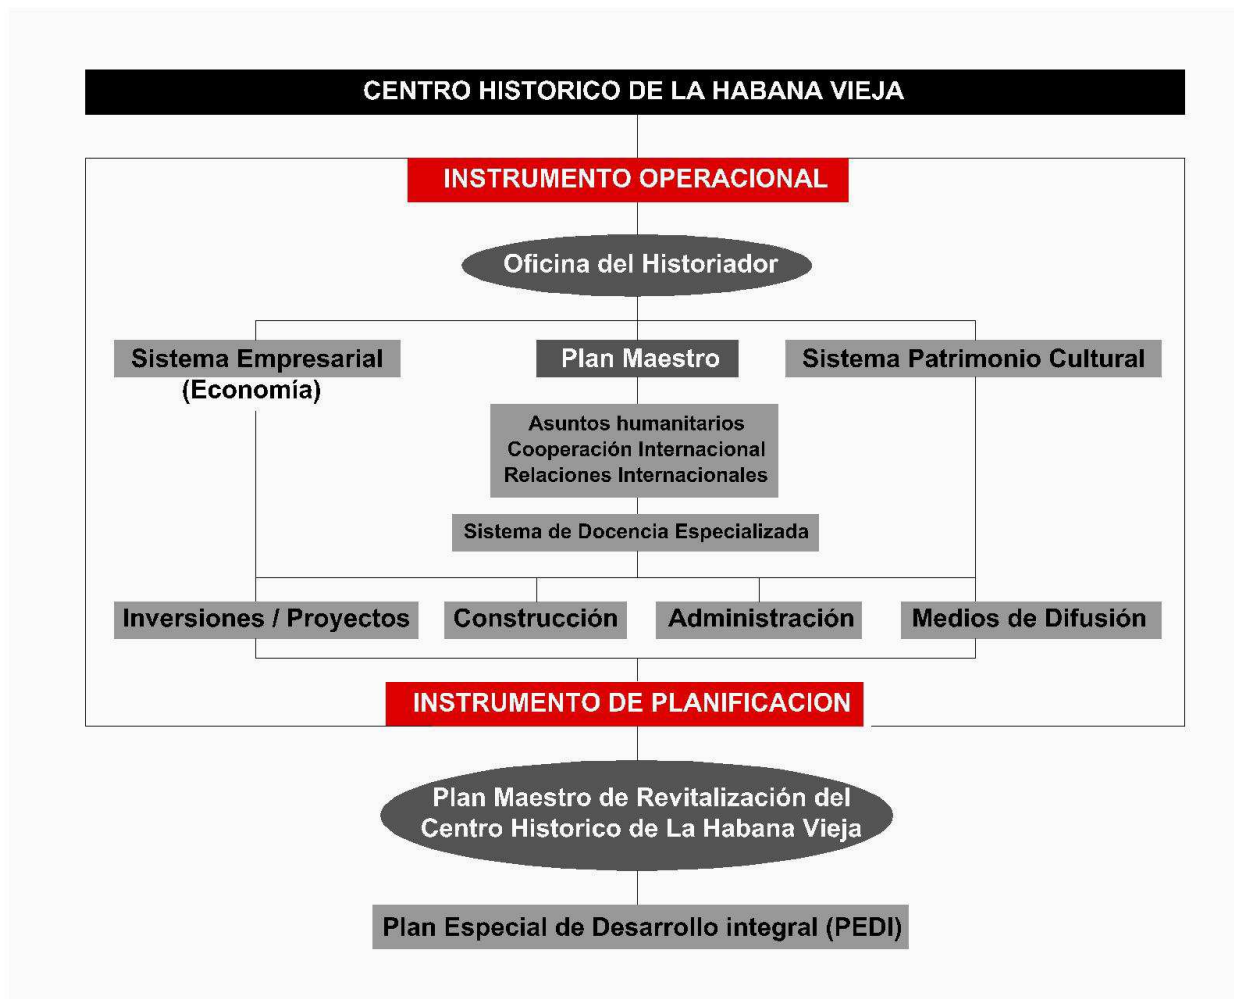 CENTRO HISTORICO DE LA HABANA VIEJA
INSTRUMENTO OPERACIONAL
Oficina del Historiador
Sistema Empresarial
(Economía)
Plan Maestro
Sistema Patrimonio Cultural
Asuntos humanitarios
Cooperación Internacional
Relaciones Internacionales
Sistema de Docencia Especializada
Inversiones / Proyectos
Construcción
Administración
Medios de Difusión
INSTRUMENTO DE PLANIFICACION
Plan Maestro de Revitalización del
Centro Historico de La Habana Vieja
Plan Especial de Desarrollo integral (PEDI)